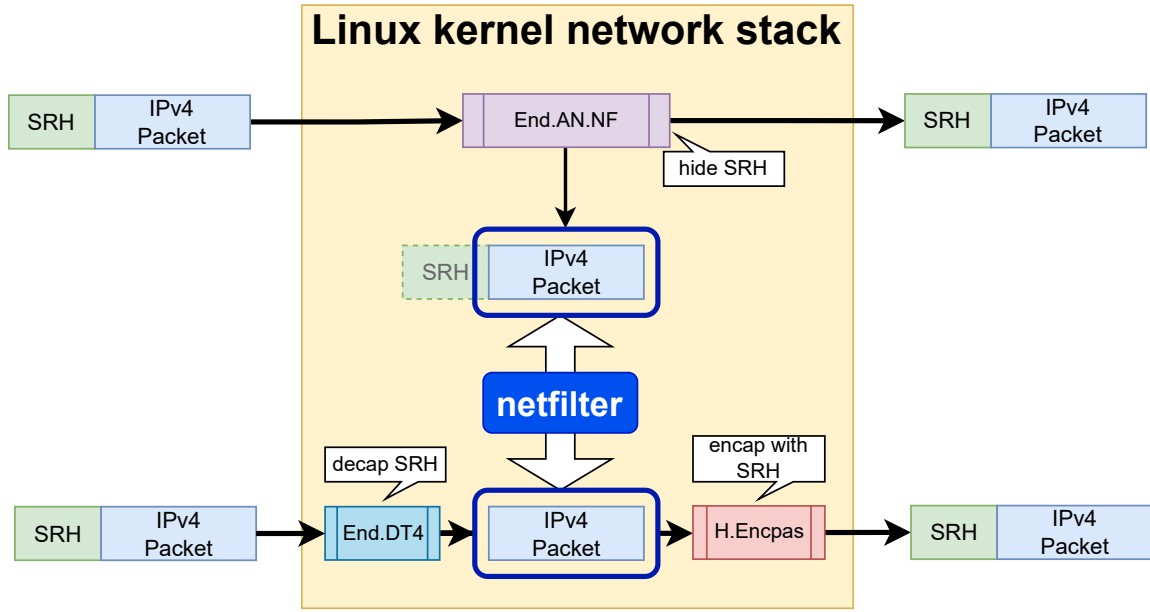 Linux kernel network stack
SRH
IPv4
Packet
End.AN.NF
SRH
IPv4
Packet
hide SRH
SRH
IPv4
Packet
netfilter
decap SRH
encap with
SRH
SRH
IPv4
Packet
End.DT4
IPv4
Packet
H.Encpas
SRH
IPv4
Packet